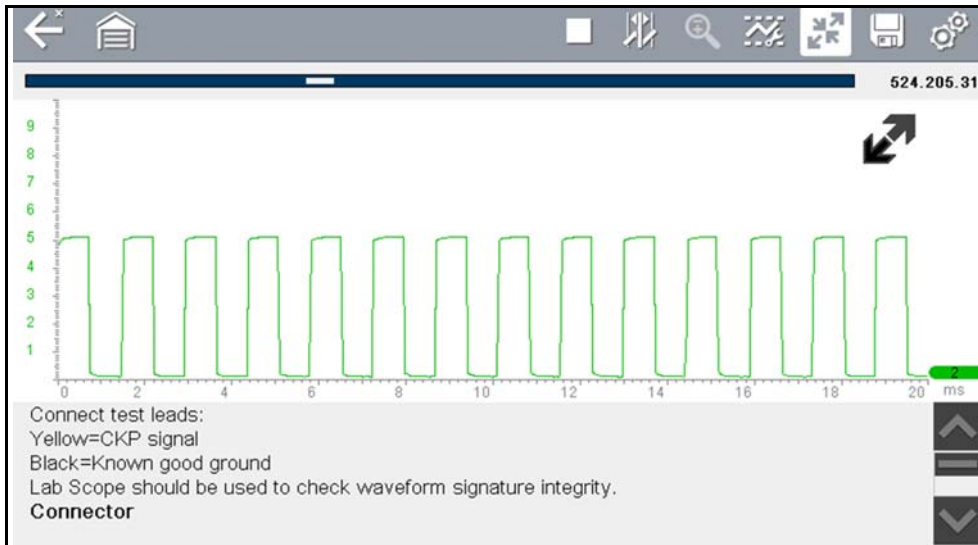 524.205.31
9
8
7
6
5
4
3
2
1
0 2 4 6 8 10 12 14 16 18 20 ms
2
Connect test leads:
Yellow=CKP signal
Black=Known good ground
Lab Scope should be used to check waveform signature integrity.
Connector